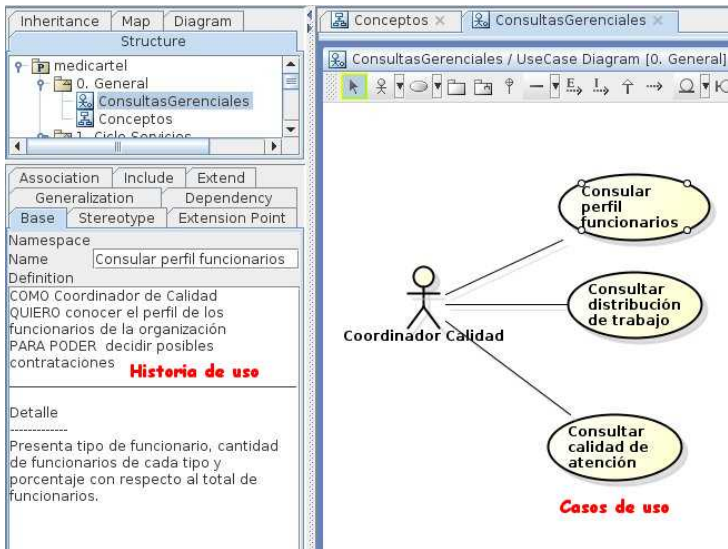 Inheritance Map Diagram
Structure
medicartel
0. General
ConsultasGerenciales
Conceptos
1. Ciclo Servicios
Association Include Extend
Generalization Dependency
Base Stereotype Extension Point
Namespace
Name Consular perfil funcionarios
Definition
COMO Coordinador de Calidad
QUIERO conocer el perfil de los
funcionarios de la organización
PARA PODER decidir posibles
contrataciones
Historia de uso
Detalle
-------------
Presenta tipo de funcionario, cantidad
de funcionarios de cada tipo y
porcentaje con respecto al total de
funcionarios.
Conceptos × ConsultasGerenciales ×
ConsultasGerenciales / UseCase Diagram [0. General]
E I
Consular
perfil
funcionarios
Consultar
distribución
de trabajo
Coordinador Calidad
Consultar
calidad de
atención
Casos de uso